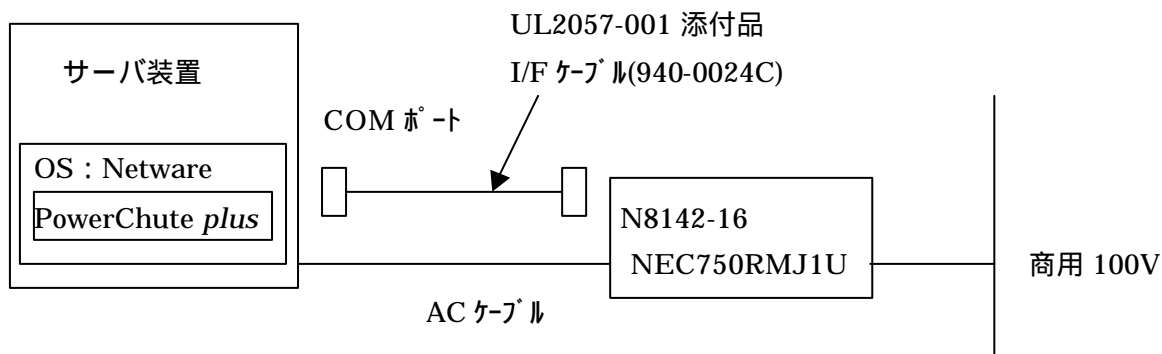 UL2057-001 添付品
I/F ｹｰﾌﾞﾙ(940-0024C)
サーバ装置
COM ﾎﾟｰﾄ
OS：Netware
PowerChute plus
N8142-16
NEC750RMJ1U
商用 100V
AC ｹｰﾌﾞﾙ